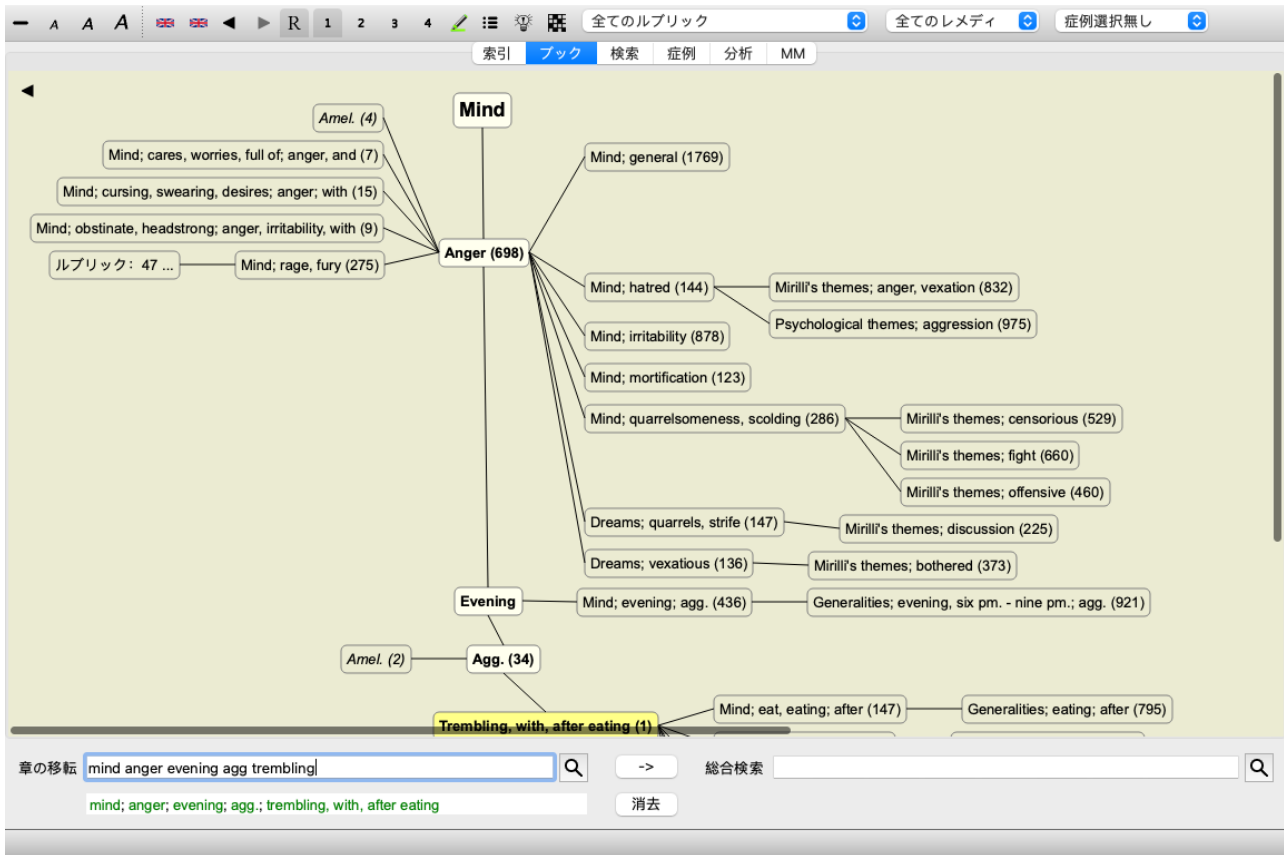 A A A R 1 2 3 4 全てのルブリック 全てのレメディ 症例選択無し
索引 ブック 検索 症例 分析 MM
Mind
Amel. (4)
Mind; cares, worries, full of; anger, and (7)
Mind; general (1769)
Mind; cursing, swearing, desires; anger; with (15)
Mind; obstinate, headstrong; anger, irritability, with (9)
Anger (698)
ルブリック: 47 ... Mind; rage, fury (275)
Mind; hatred (144) Mirilli's themes; anger, vexation (832)
Psychological themes; aggression (975)
Mind; irritability (878)
Mind; mortification (123)
Mind; quarrelsomeness, scolding (286) Mirilli's themes; censorious (529)
Mirilli's themes; fight (660)
Mirilli's themes; offensive (460)
Dreams; quarrels, strife (147) Mirilli's themes; discussion (225)
Dreams; vexatious (136) Mirilli's themes; bothered (373)
Evening Mind; evening; agg. (436) Generalities; evening, six pm. - nine pm.; agg. (921)
Amel. (2) Agg. (34)
Mind; eat, eating; after (147) Generalities; eating; after (795)
Trembling, with, after eating (1)
章の移転 mind anger evening agg trembling -> 総合検索
mind; anger; evening; agg.; trembling, with, after eating 消去